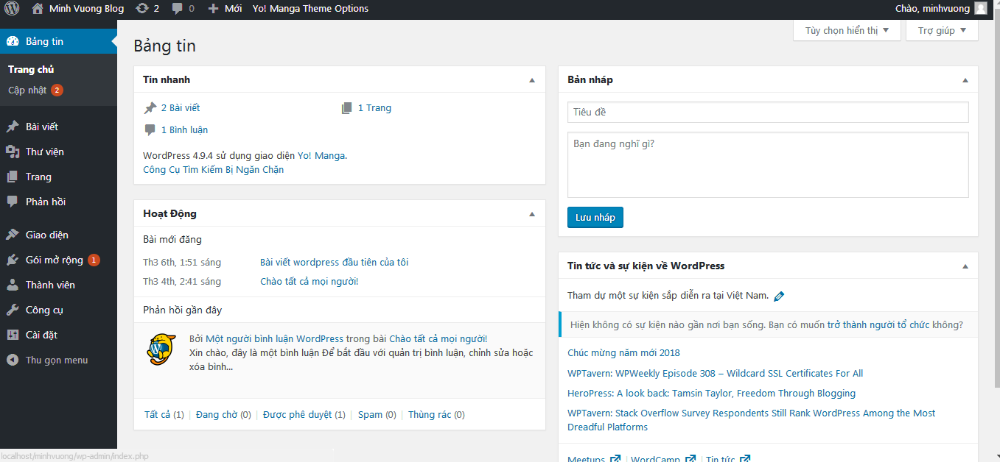 Minh Vuong Blog 2 0 Mới Yo! Manga Theme Options Chào, minhvuong
Bảng tin
Trang chủ
Cập nhật 2
Bài viết
Thư viện
Trang
Phản hồi
Giao diện
Gói mở rộng 1
Thành viên
Công cụ
Cài đặt
Thu gọn menu
Tùy chọn hiển thị Trợ giúp
Bảng tin
Tin nhanh
2 Bài viết 1 Trang
1 Bình luận
WordPress 4.9.4 sử dụng giao diện Yo! Manga.
Công Cụ Tìm Kiếm Bị Ngăn Chặn
Hoạt Động
Bài mới đăng
Th3 6th, 1:51 sáng Bài viết wordpress đầu tiên của tôi
Th3 4th, 2:41 sáng Chào tất cả mọi người!
Phản hồi gần đây
Bởi Một người bình luận WordPress trong bài Chào tất cả mọi người!
Xin chào, đây là một bình luận Để bắt đầu với quản trị bình luận, chỉnh sửa hoặc
xóa bình...
Tất cả (1) | Đang chờ (0) | Được phê duyệt (1) | Spam (0) | Thùng rác (0)
Bản nháp
Tiêu đề
Bạn đang nghĩ gì?
Lưu nháp
Tin tức và sự kiện về WordPress
Tham dự một sự kiện sắp diễn ra tại Việt Nam.
Hiện không có sự kiện nào gần nơi bạn sống. Bạn có muốn trở thành người tổ chức không?
Chúc mừng năm mới 2018
WPTavern: WPWeekly Episode 308 – Wildcard SSL Certificates For All
HeroPress: A look back: Tamsin Taylor, Freedom Through Blogging
WPTavern: Stack Overflow Survey Respondents Still Rank WordPress Among the Most
Dreadful Platforms
Meetups | WordCamp | Tin tức
localhost/minhvuong/wp-admin/index.php